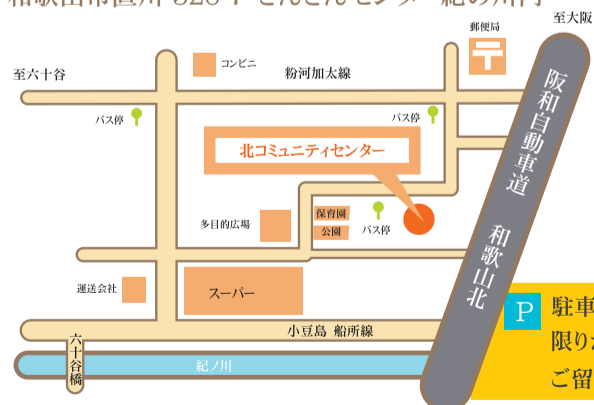 至大阪
郵便局
〒
コンビニ
至六十谷
粉河加太線
バス停
バス停
阪和自動車道 和歌山北
北コミュニティセンター
保育園
公園
多目的広場
バス停
運送会社
スーパー
P
駐車
限り
ご留
小豆島 船所線
六十谷橋
紀ノ川